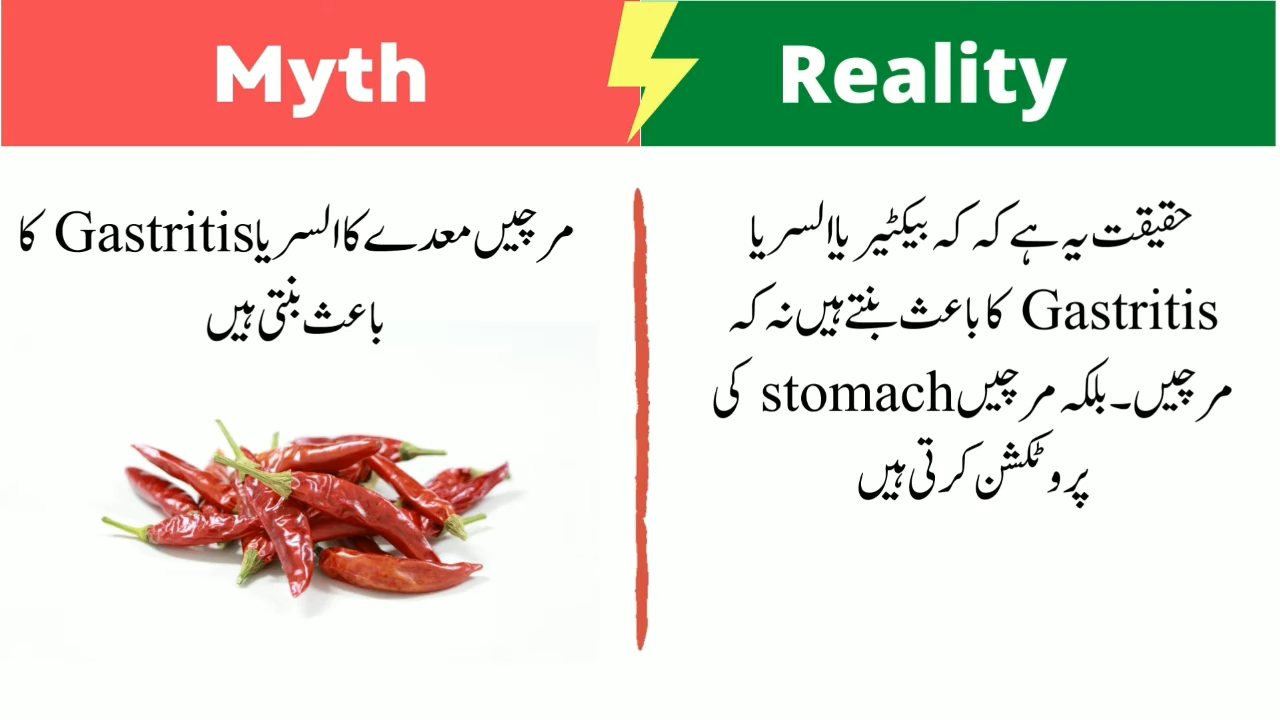 Myth
Reality
مرچیں معدے کا السر یا Gastritis کا
باعث بنتی ہیں
حقیقت یہ ہے کہ کہ بیکٹیریا السر یا
Gastritis کا باعث بنتے ہیں نہ کہ
مرچیں۔ بلکہ مرچیں stomach کی
پروٹکشن کرتی ہیں